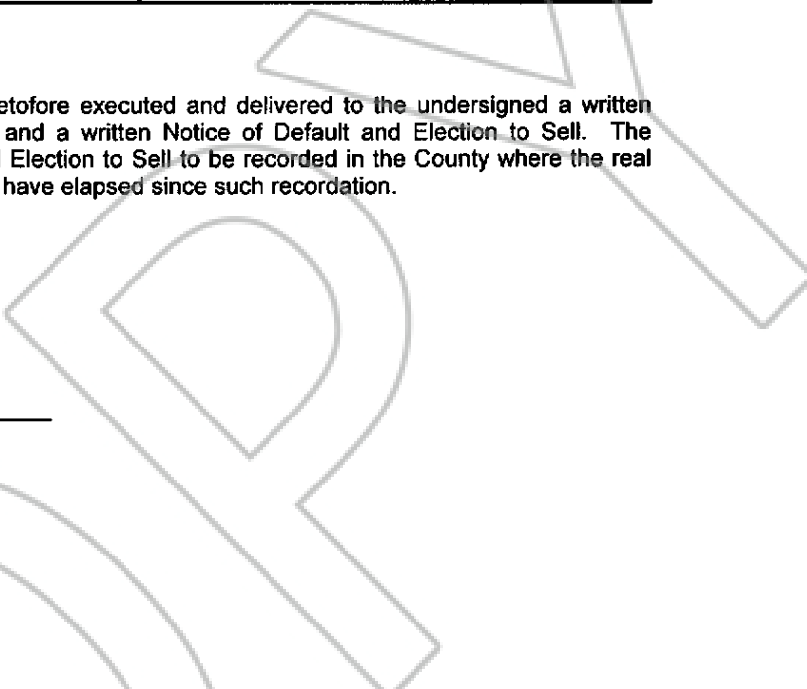 etofore executed and delivered to the undersigned a written
and a written Notice of Default and Election to Sell. The
Election to Sell to be recorded in the County where the real
have elapsed since such recordation.
PY